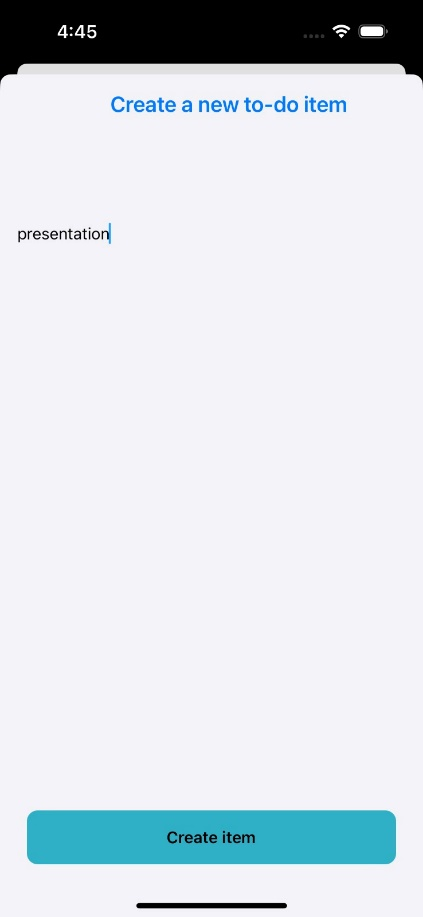 4:45
Create a new to-do item
presentation
Create item